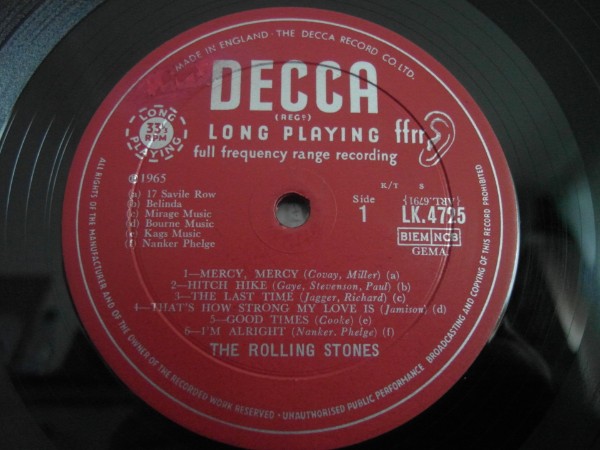 MADE IN ENGLAND · THE DECCA RECORD CO. LTD.
DECCA
(REGD)
LONG PLAYING
33⅓
RPM
LONG PLAYING ffrr
full frequency range recording
℗1965
(a) 17 Savile Row
(b) Belinda
(c) Mirage Music
(d) Bourne Music
(e) Kags Music
(f) Nanker Phelge
K/T S
Side
1
(ARL.6791)
LK.4725
BIEM NCB
GEMA
1—MERCY, MERCY (Covay, Miller) (a)
2—HITCH HIKE (Gaye, Stevenson, Paul) (b)
3—THE LAST TIME (Jagger, Richard) (c)
4—THAT'S HOW STRONG MY LOVE IS (Jamison) (d)
5—GOOD TIMES (Cooke) (e)
6—I'M ALRIGHT (Nanker, Phelge) (f)
THE ROLLING STONES
ALL RIGHTS OF THE MANUFACTURER AND OF THE OWNER OF THE RECORDED WORK RESERVED · UNAUTHORISED PUBLIC PERFORMANCE BROADCASTING AND COPYING OF THIS RECORD PROHIBITED